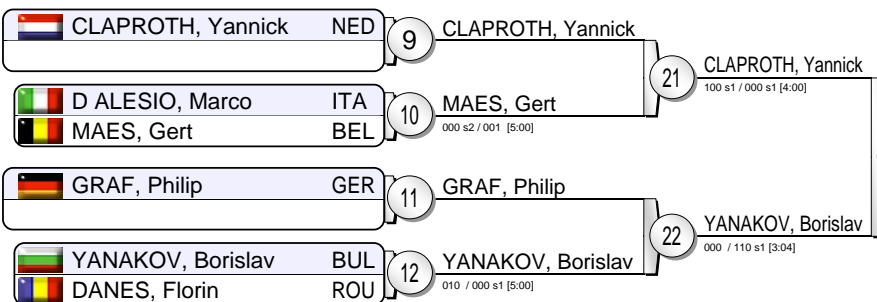 CLAPROTH, Yannick NED
9
CLAPROTH, Yannick
D ALESIO, Marco ITA
MAES, Gert BEL
10
MAES, Gert
000 s2 / 001 [5:00]
21
CLAPROTH, Yannick
100 s1 / 000 s1 [4:00]
GRAF, Philip GER
11
GRAF, Philip
YANAKOV, Borislav BUL
DANES, Florin ROU
12
YANAKOV, Borislav
010 / 000 s1 [5:00]
22
YANAKOV, Borislav
000 / 110 s1 [3:04]